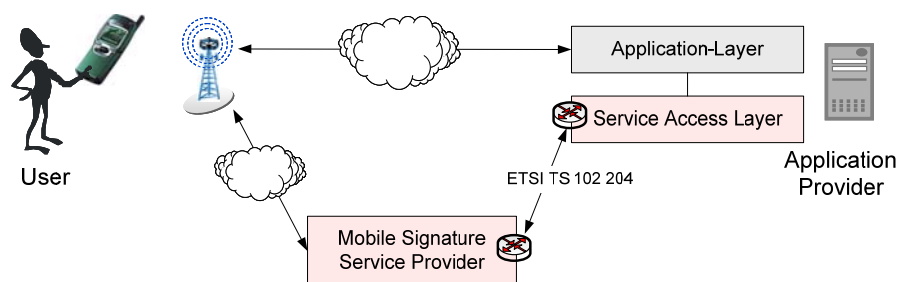 Application-Layer
Service Access Layer
User
Application
Provider
ETSI TS 102 204
Mobile Signature
Service Provider